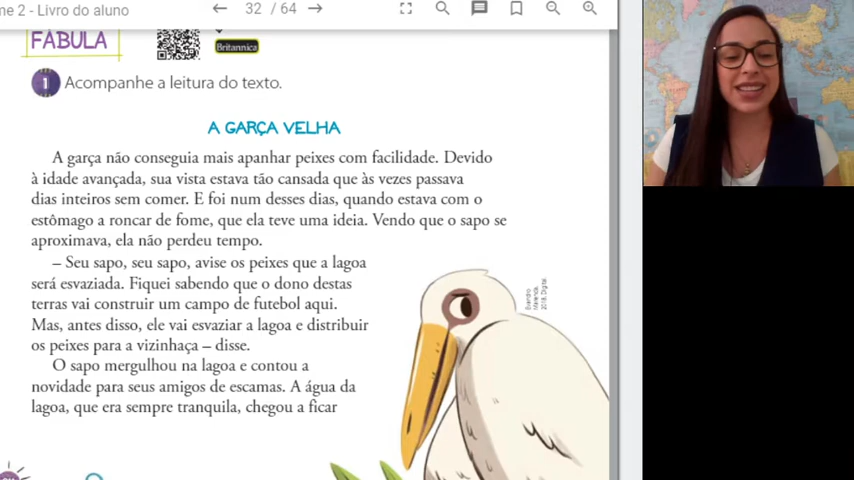 me 2 - Livro do aluno
32 / 64
FÁBULA
Britannica
1 Acompanhe a leitura do texto.
A GARÇA VELHA
A garça não conseguia mais apanhar peixes com facilidade. Devido
à idade avançada, sua vista estava tão cansada que às vezes passava
dias inteiros sem comer. E foi num desses dias, quando estava com o
estômago a roncar de fome, que ela teve uma ideia. Vendo que o sapo se
aproximava, ela não perdeu tempo.
– Seu sapo, seu sapo, avise os peixes que a lagoa
será esvaziada. Fiquei sabendo que o dono destas
terras vai construir um campo de futebol aqui.
Mas, antes disso, ele vai esvaziar a lagoa e distribuir
os peixes para a vizinhaça – disse.
O sapo mergulhou na lagoa e contou a
novidade para seus amigos de escamas. A água da
lagoa, que era sempre tranquila, chegou a ficar
2018. Digital.